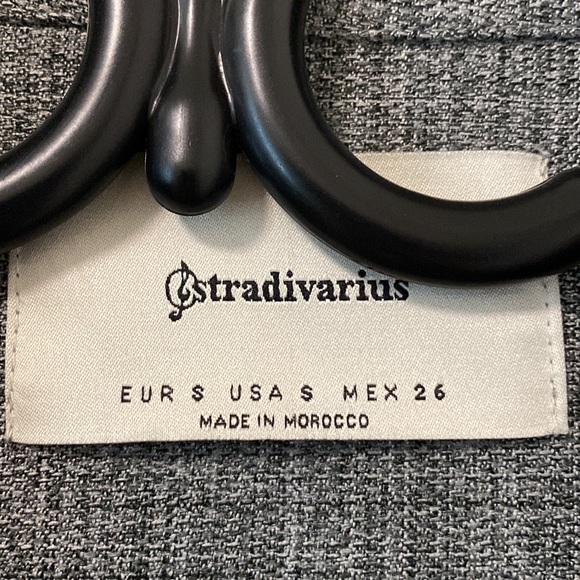 stradivarius
EUR S USA S MEX 26
MADE IN MOROCCO